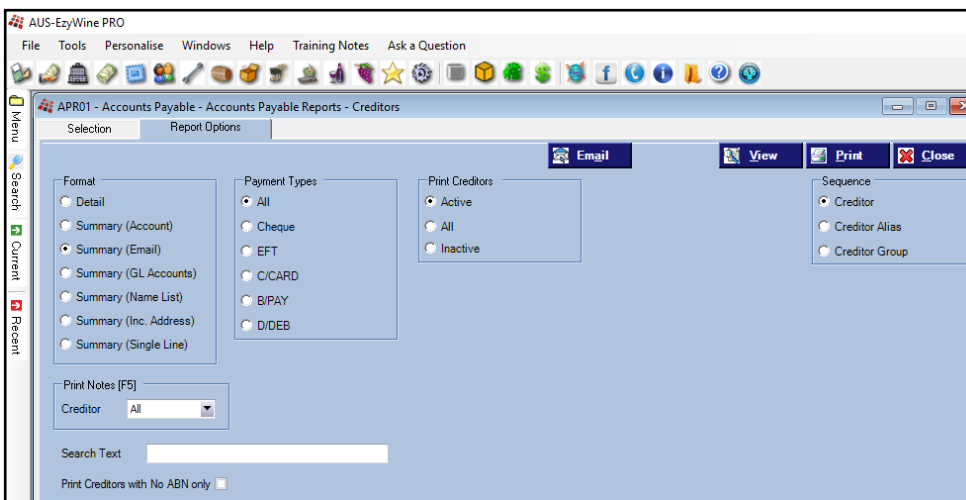 AUS-EzyWine PRO
File Tools Personalise Windows Help Training Notes Ask a Question
Menu
Search
Current
Recent
APR01 - Accounts Payable - Accounts Payable Reports - Creditors
Selection Report Options
Email View Print Close
Format
Detail
Summary (Account)
Summary (Email)
Summary (GL Accounts)
Summary (Name List)
Summary (Inc. Address)
Summary (Single Line)
Payment Types
All
Cheque
EFT
C/CARD
B/PAY
D/DEB
Print Creditors
Active
All
Inactive
Sequence
Creditor
Creditor Alias
Creditor Group
Print Notes [F5]
Creditor All
Search Text
Print Creditors with No ABN only